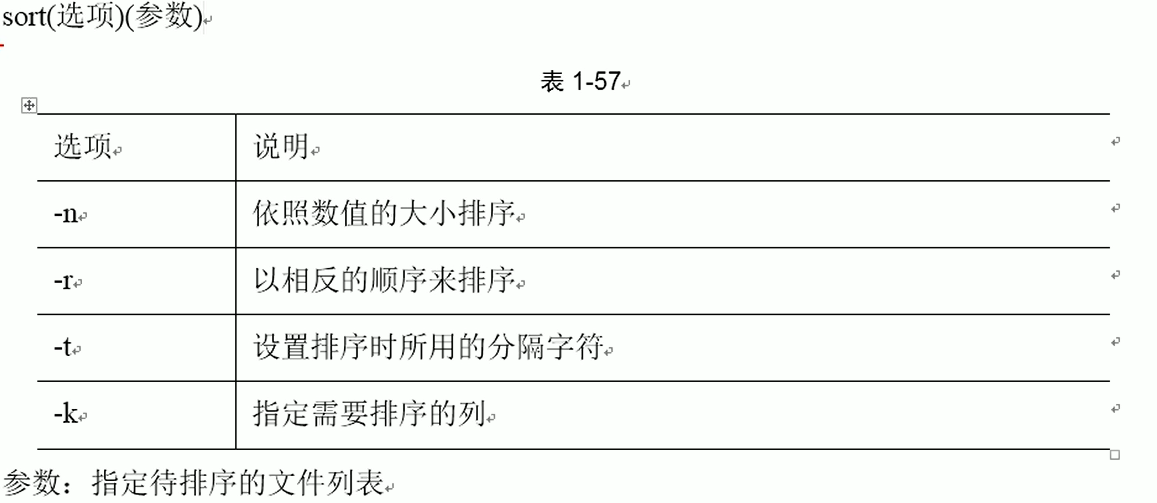 sort(选项)(参数)
表 1-57
选项 说明
-n 依照数值的大小排序
-r 以相反的顺序来排序
-t 设置排序时所用的分隔字符
-k 指定需要排序的列
参数：指定待排序的文件列表